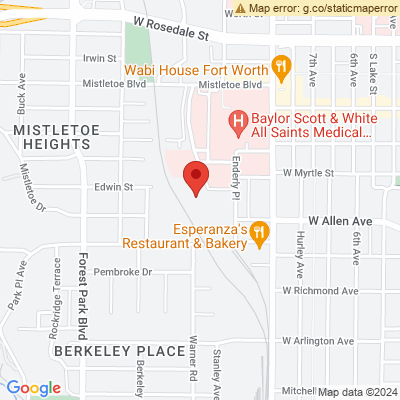 Map error: g.co/staticmaperror
W Rosedale St
Irwin St
Wabi House Fort Worth
Mistletoe Blvd
Mistletoe Blvd
7th Ave
6th Ave
S Lake St
Buck Ave
Baylor Scott & White
All Saints Medical...
MISTLETOE
HEIGHTS
Enderly Pl
W Myrtle St
Edwin St
Mistletoe Dr
W Allen Ave
Esperanza's
Restaurant & Bakery
Hurley Ave
6th Ave
Park Pl Ave
Rockridge Terrace
Forest Park Blvd
Pembroke Dr
W Richmond Ave
Warner Rd
Stanley Ave
BERKELEY PLACE
W Arlington Ave
Berkeley
Mitchell
Google
Map data ©2024